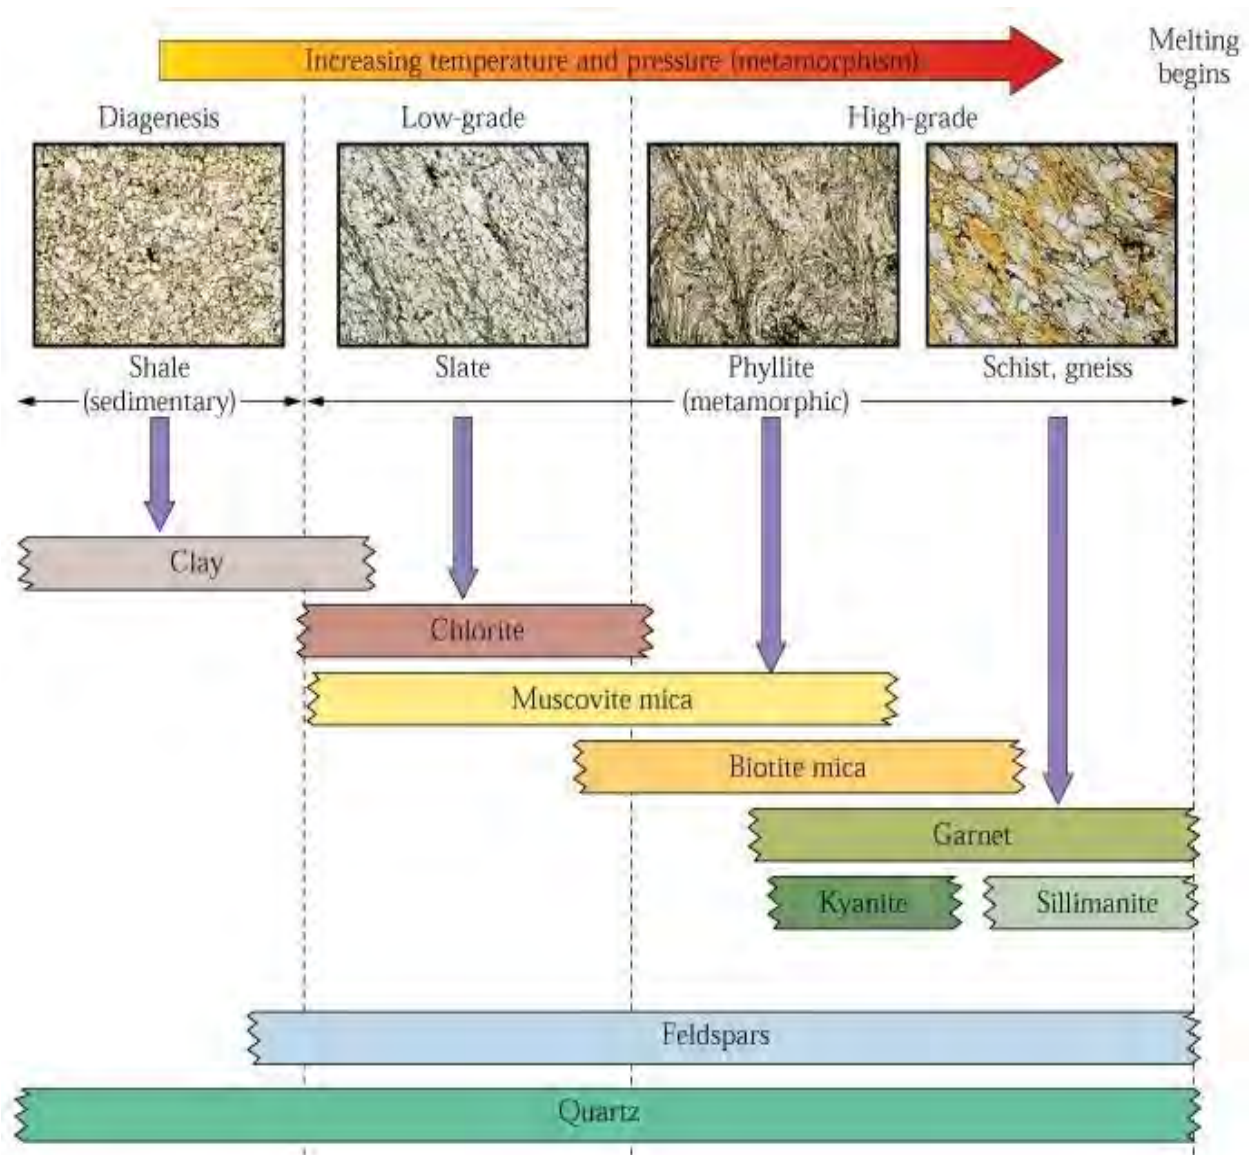 Increasing temperature and pressure (metamorphism)
Melting
begins
Diagenesis
Low-grade
High-grade
Shale
(sedimentary)
Slate
Phyllite
(metamorphic)
Schist, gneiss
Clay
Chlorite
Muscovite mica
Biotite mica
Garnet
Kyanite
Sillimanite
Feldspars
Quartz